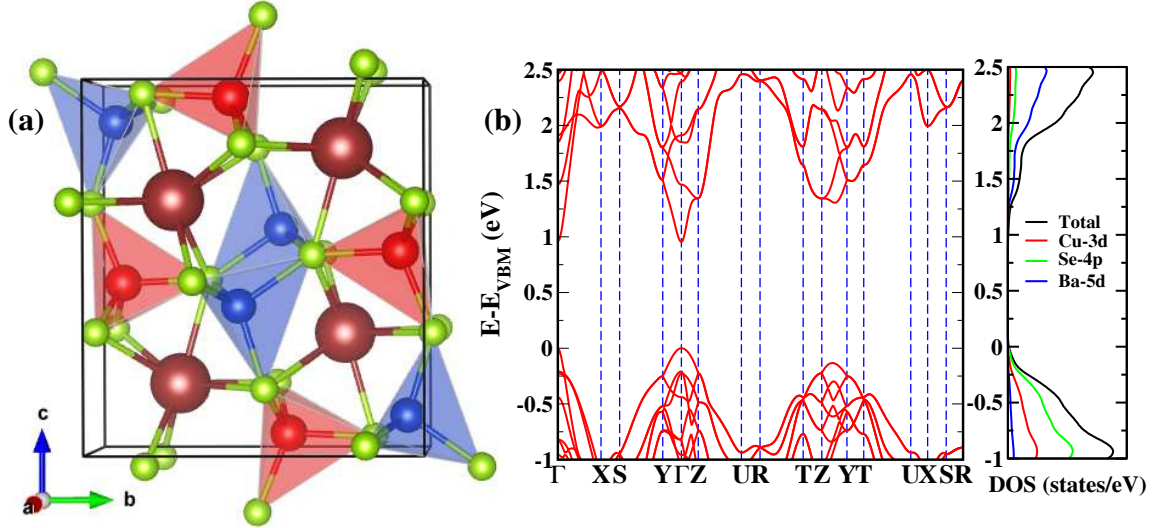 (a)
c
a
b
(b)
E-E_VBM (eV)
2.5
2
1.5
1
0.5
0
-0.5
-1
Γ X S Y Γ Z U R T Z Y T U X S R
2.5
2
1.5
1
0.5
0
-0.5
-1
Total
Cu-3d
Se-4p
Ba-5d
DOS (states/eV)